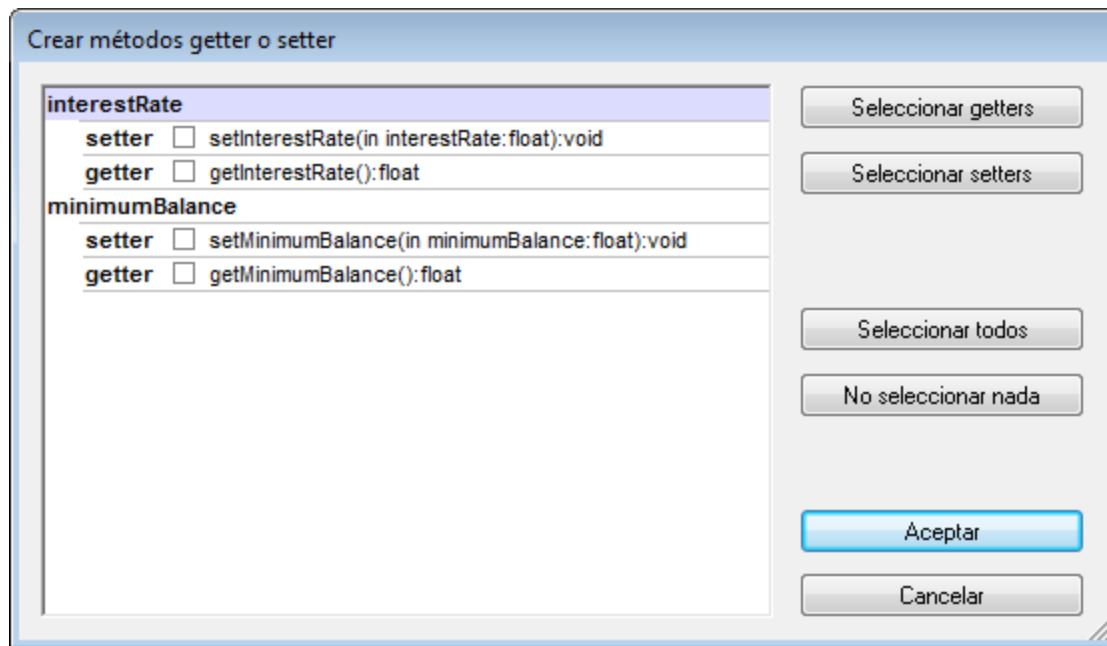 Crear métodos getter o setter
interestRate
setter setInterestRate(in interestRate:float):void
getter getInterestRate():float
minimumBalance
setter setMinimumBalance(in minimumBalance:float):void
getter getMinimumBalance():float
Seleccionar getters
Seleccionar setters
Seleccionar todos
No seleccionar nada
Aceptar
Cancelar